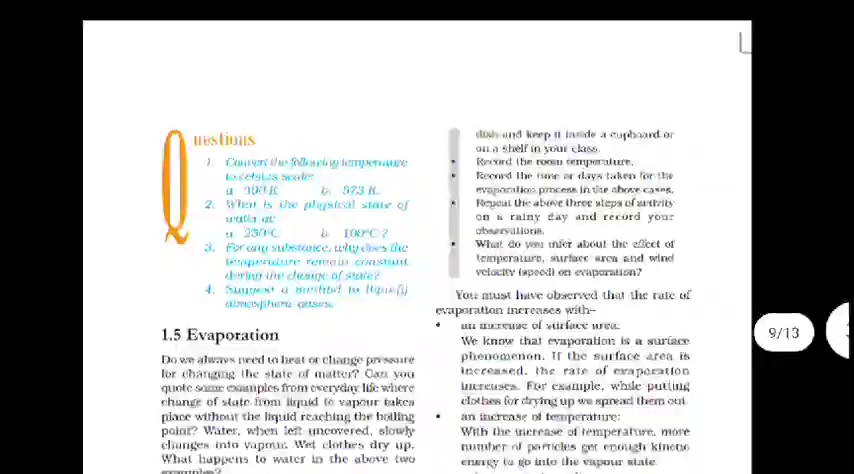 Questions
1. Convert the following temperature
to celsius scale:
a. 300 K b. 573 K.
2. What is the physical state of
water at:
a. 250°C b. 100°C ?
3. For any substance, why does the
temperature remain constant
during the change of state?
4. Suggest a method to liquefy
atmospheric gases.
1.5 Evaporation
Do we always need to heat or change pressure
for changing the state of matter? Can you
quote some examples from everyday life where
change of state from liquid to vapour takes
place without the liquid reaching the boiling
point? Water, when left uncovered, slowly
changes into vapour. Wet clothes dry up.
What happens to water in the above two
examples?
dish and keep it inside a cupboard or
on a shelf in your class.
• Record the room temperature.
• Record the time or days taken for the
evaporation process in the above cases.
• Repeat the above three steps of activity
on a rainy day and record your
observations.
• What do you infer about the effect of
temperature, surface area and wind
velocity (speed) on evaporation?
You must have observed that the rate of
evaporation increases with–
• an increase of surface area:
We know that evaporation is a surface
phenomenon. If the surface area is
increased, the rate of evaporation
increases. For example, while putting
clothes for drying up we spread them out.
• an increase of temperature:
With the increase of temperature, more
number of particles get enough kinetic
energy to go into the vapour state.
9/13